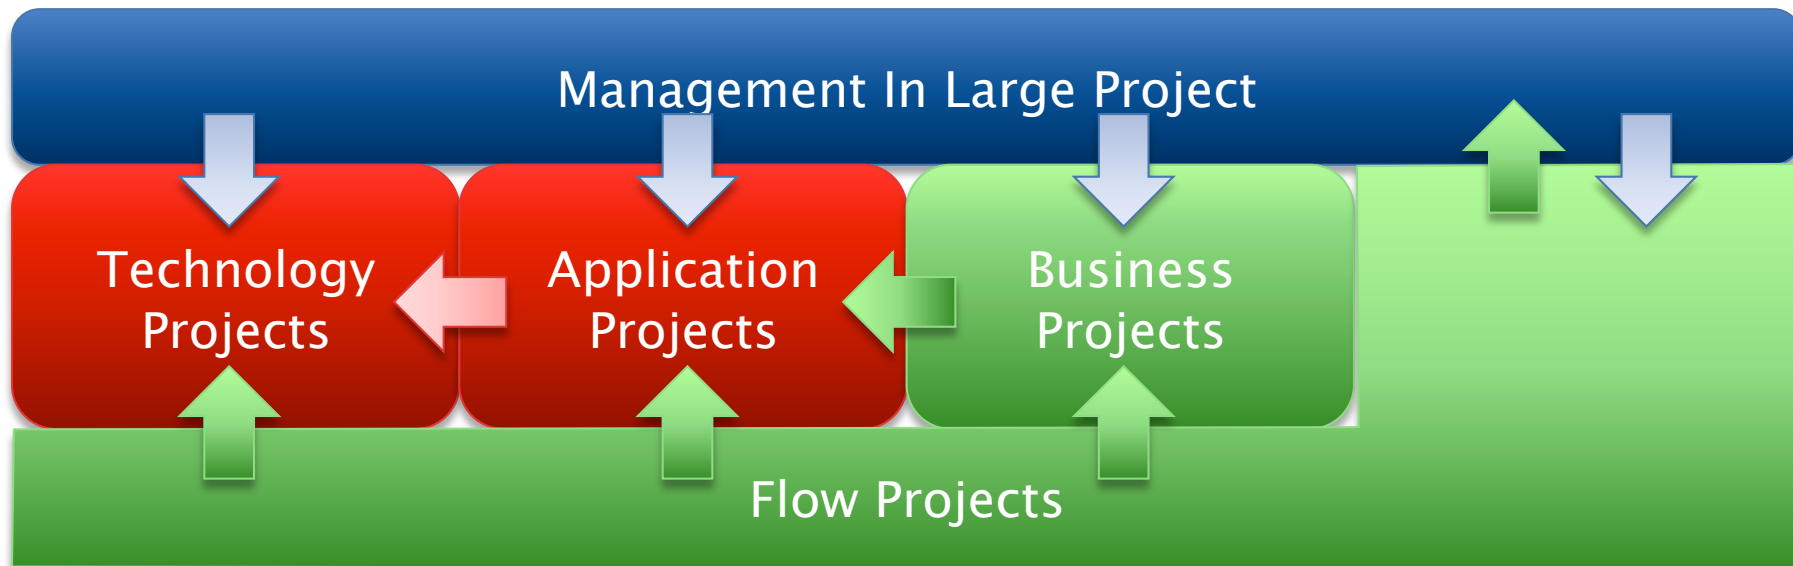 Management In Large Project
Technology
Projects
Application
Projects
Business
Projects
Flow Projects